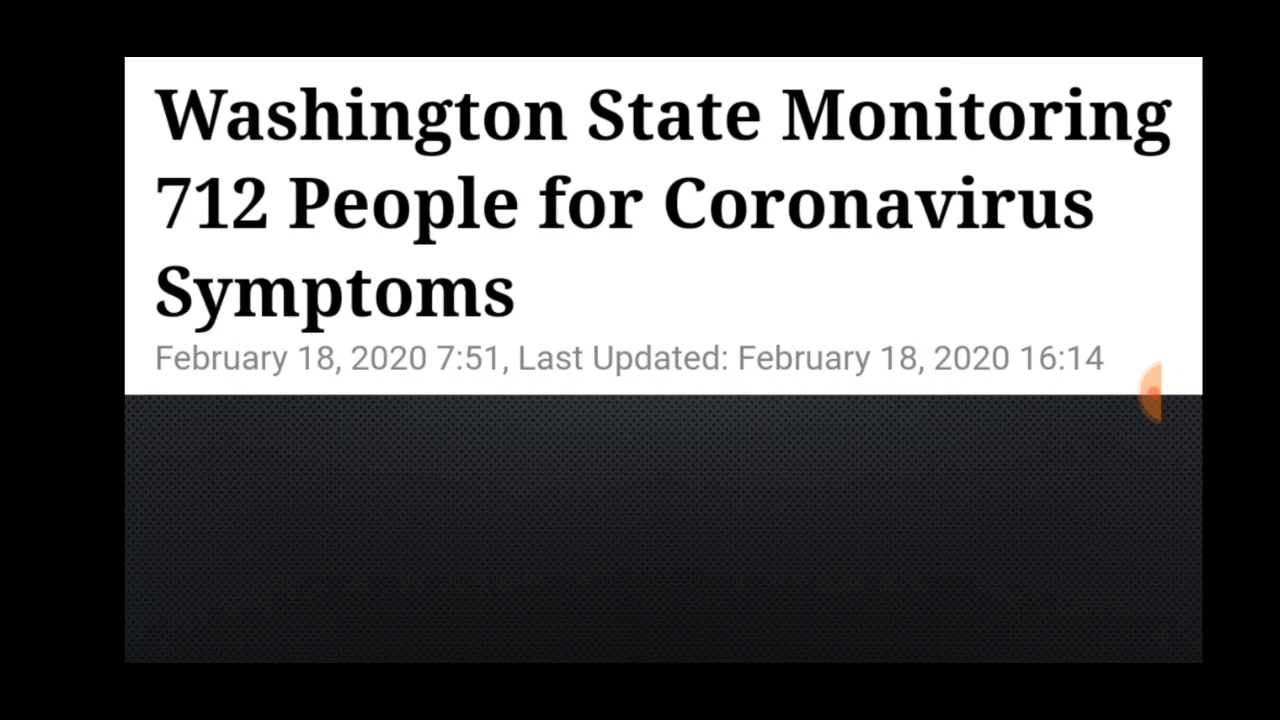 Washington State Monitoring
712 People for Coronavirus
Symptoms
February 18, 2020 7:51, Last Updated: February 18, 2020 16:14